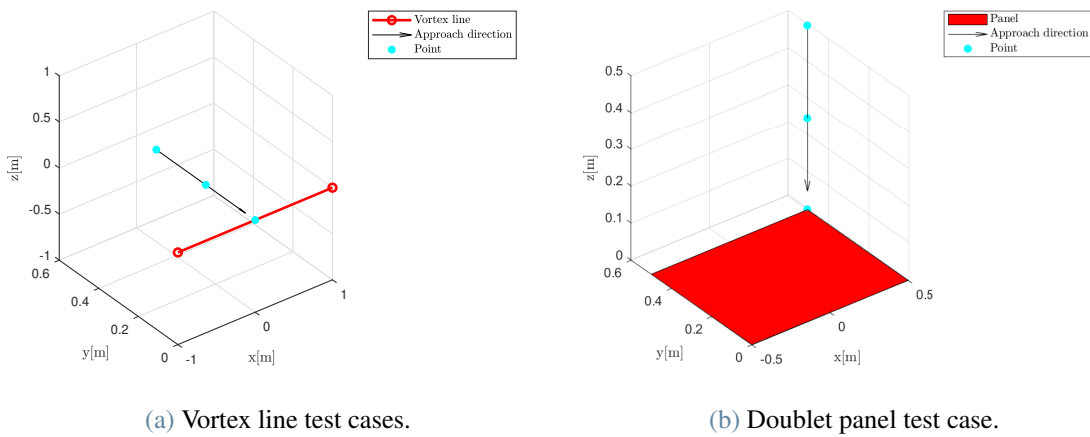 Vortex line
Approach direction
Point
1
0.5
0
-0.5
-1
z[m]
0.6
0.4
0.2
0
y[m]
-1
0
1
x[m]
(a) Vortex line test cases.
Panel
Approach direction
Point
0.5
0.4
0.3
0.2
0.1
0
z[m]
0.6
0.4
0.2
0
y[m]
-0.5
0
0.5
x[m]
(b) Doublet panel test case.